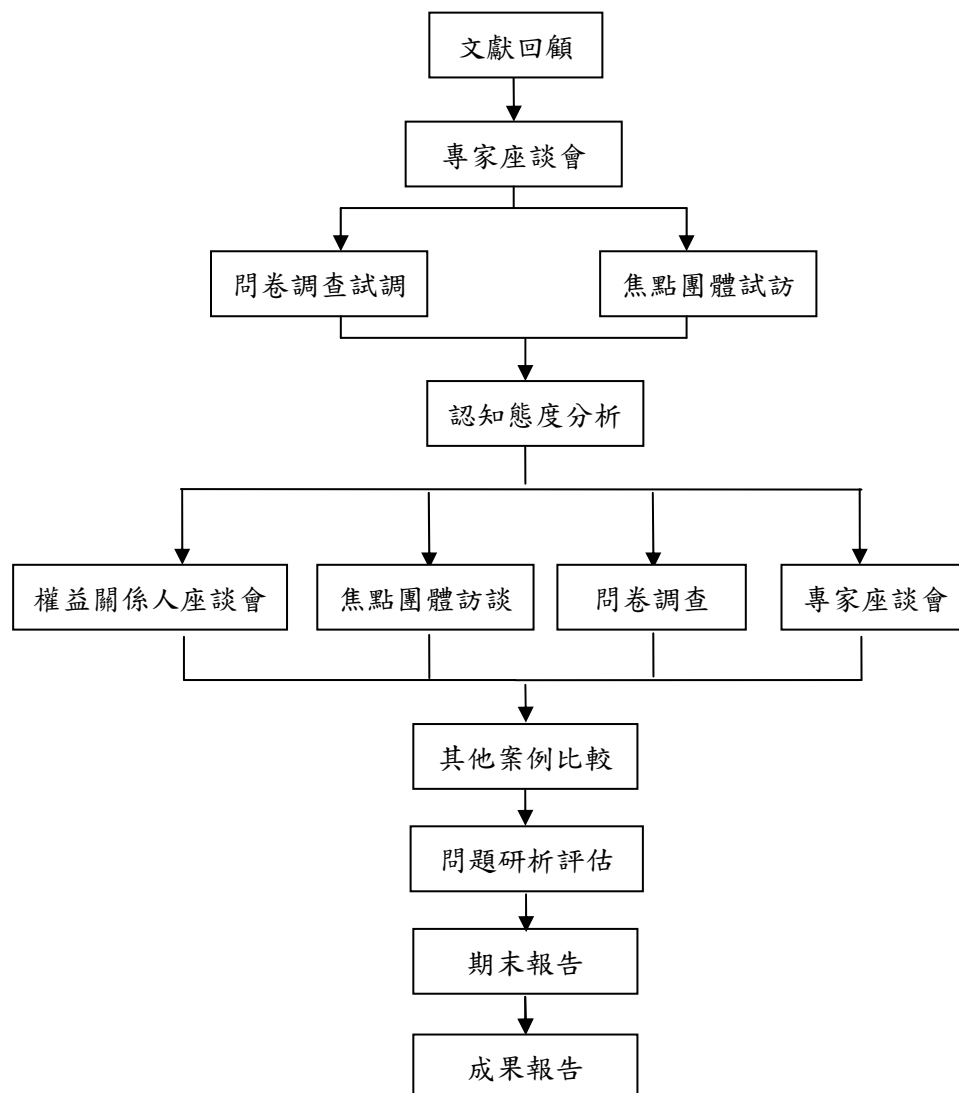 文獻回顧
專家座談會
問卷調查試調
焦點團體試訪
認知態度分析
權益關係人座談會
焦點團體訪談
問卷調查
專家座談會
其他案例比較
問題研析評估
期末報告
成果報告